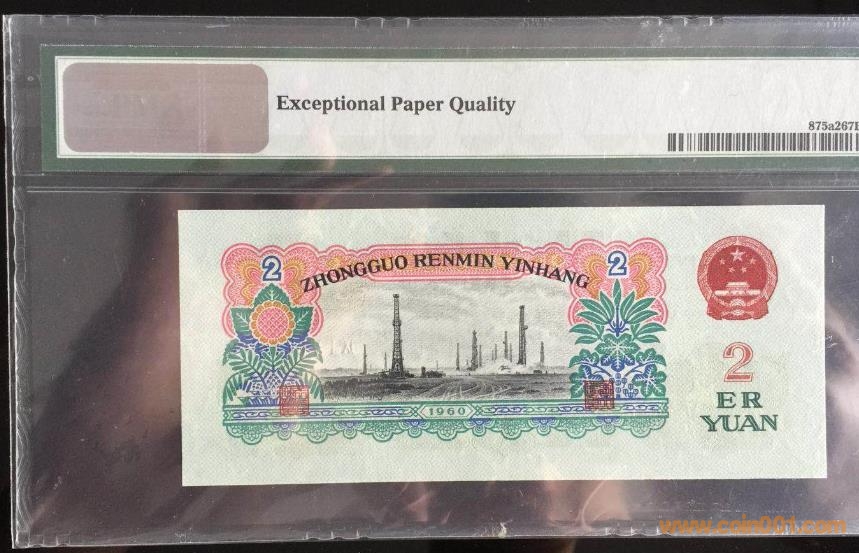 Exceptional Paper Quality
875a267
2
2
ZHONGGUO RENMIN YINHANG
2
ER
YUAN
1960
www.coin001.com